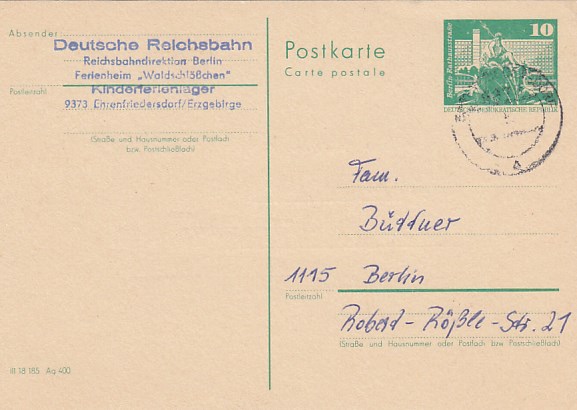 Absender:
Deutsche Reichsbahn
Reichsbahndirektion Berlin
Ferienheim „Waldschlößchen"
Postleitzahl
Kinderferienlager
9373 Ehrenfriedersdorf/Erzgebirge
(Straße und Hausnummer oder Postfach
bzw. Postschließfach)
III 18 185 Ag 400
Postkarte
Carte postale
Berlin, Rathausstraße
10
DEUTSCHE DEMOKRATISCHE REPUBLIK
Fam.
Büttner
1115 Berlin
Postleitzahl
Robert-Rößle-Str. 21
(Straße und Hausnummer oder Postfach bzw. Postschließfach)